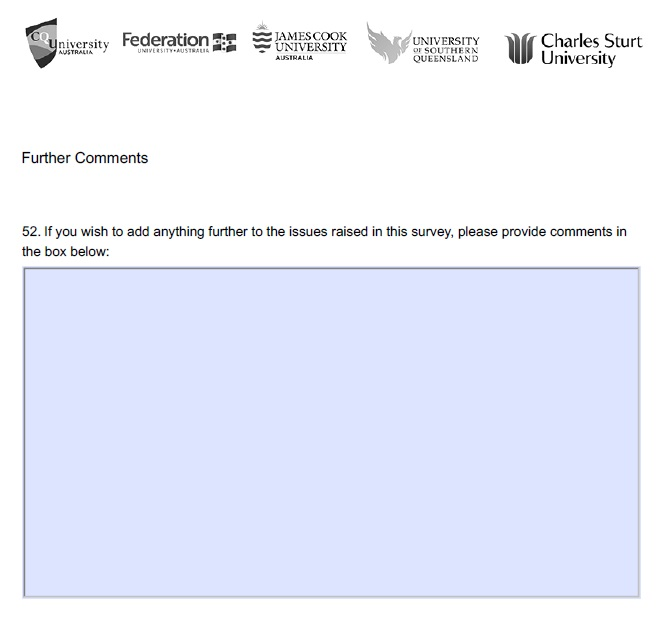 CQUniversity
AUSTRALIA
Federation
UNIVERSITY•AUSTRALIA
JAMES COOK
UNIVERSITY
AUSTRALIA
UNIVERSITY
OF SOUTHERN
QUEENSLAND
Charles Sturt
University
Further Comments
52. If you wish to add anything further to the issues raised in this survey, please provide comments in
the box below: